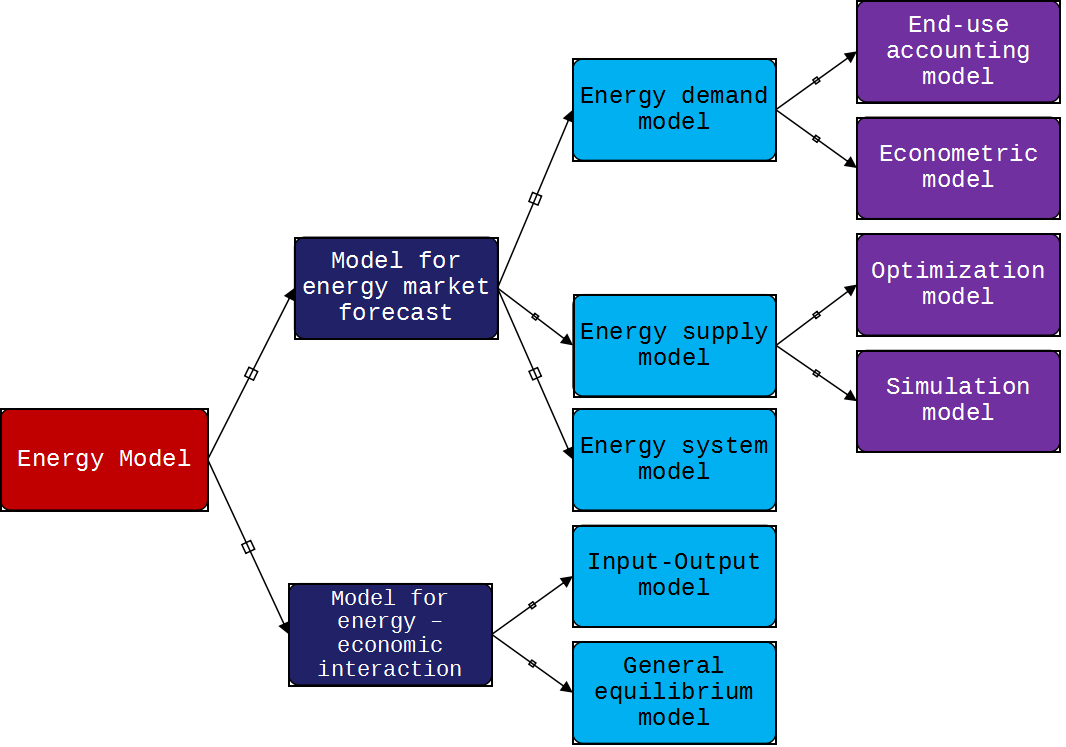 Energy Model
Model for
energy market
forecast
Model for
energy –
economic
interaction
Energy demand
model
Energy supply
model
Energy system
model
Input-Output
model
General
equilibrium
model
End-use
accounting
model
Econometric
model
Optimization
model
Simulation
model